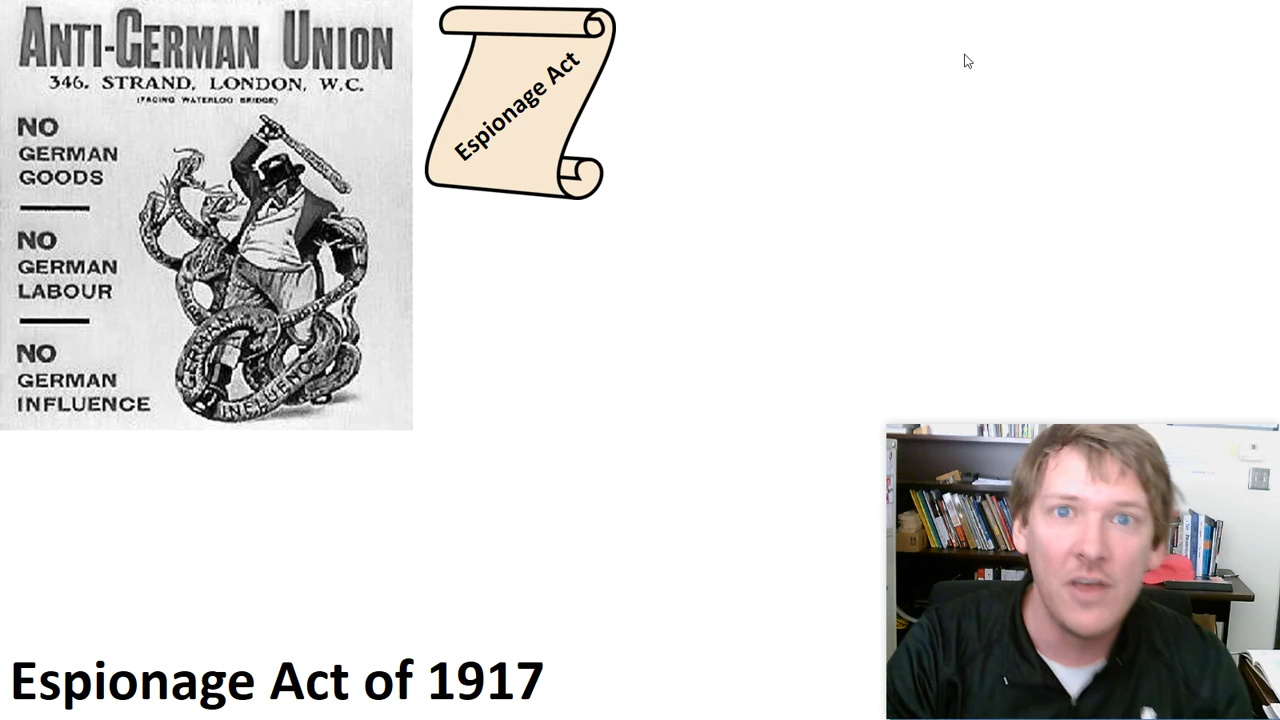 ANTI-GERMAN UNION
346, STRAND, LONDON, W.C.
(FACING WATERLOO BRIDGE)
NO
GERMAN
GOODS
NO
GERMAN
LABOUR
NO
GERMAN
INFLUENCE
GERMAN
INFLUENCE
Espionage Act
Espionage Act of 1917